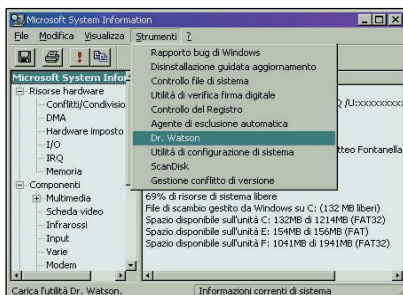 Microsoft System Information
File Modifica Visualizza Strumenti ?
Rapporto bug di Windows
Disinstallazione guidata aggiornamento
Controllo file di sistema
Utilità di verifica firma digitale
Controllo del Registro
Agente di esclusione automatica
Dr. Watson
Utilità di configurazione di sistema
ScanDisk
Gestione conflitto di versione
Microsoft System Infor
Risorse hardware
Conflitti/Condivisio
DMA
Hardware imposto
I/O
IRQ
Memoria
Componenti
Multimedia
Scheda video
Infrarossi
Input
Varie
Modem
Q /U:xxxxxxxx
tteo Fontanella
69% di risorse di sistema libere
File di scambio gestito da Windows su C: (132 MB liberi)
Spazio disponibile sull'unità C: 132MB di 1214MB (FAT32)
Spazio disponibile sull'unità E: 154MB di 156MB (FAT)
Spazio disponibile sull'unità F: 1041MB di 1941MB (FAT32)
Carica l'utilità Dr. Watson.
Informazioni correnti di sistema